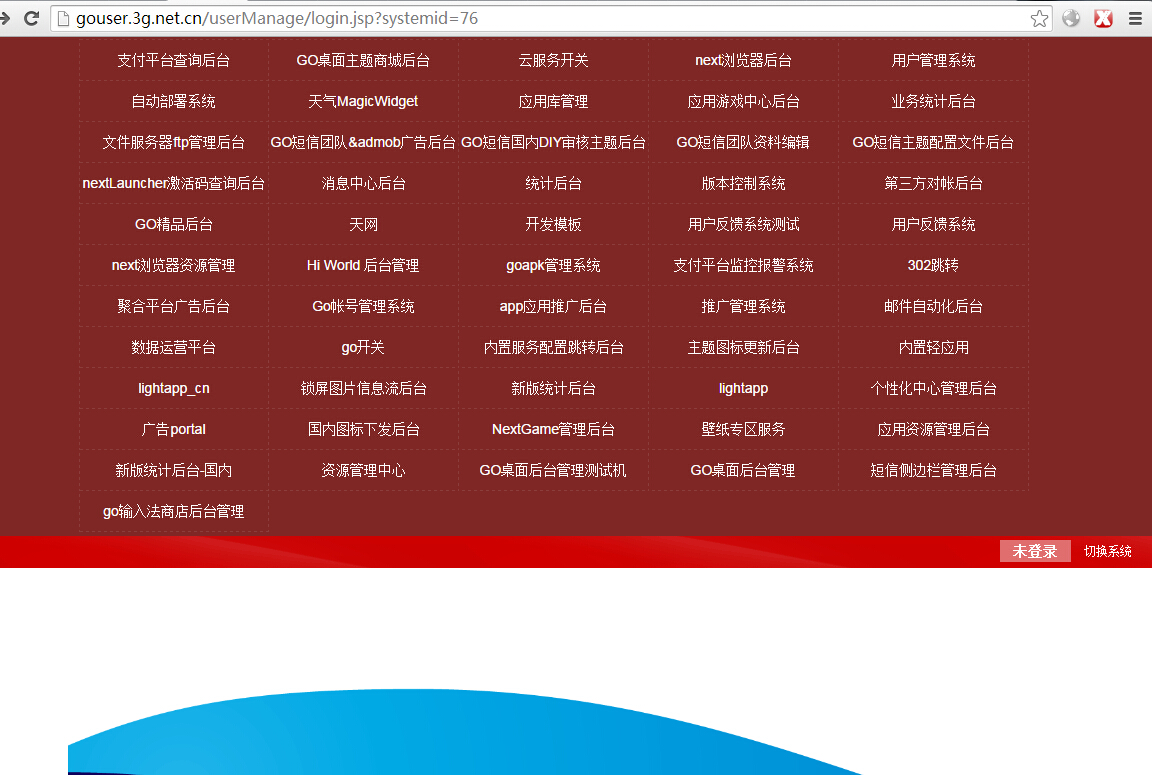 gouser.3g.net.cn/userManage/login.jsp?systemid=76
支付平台查询后台 GO桌面主题商城后台 云服务开关 next浏览器后台 用户管理系统
自动部署系统 天气MagicWidget 应用库管理 应用游戏中心后台 业务统计后台
文件服务器ftp管理后台 GO短信团队&admob广告后台 GO短信国内DIY审核主题后台 GO短信团队资料编辑 GO短信主题配置文件后台
nextLauncher激活码查询后台 消息中心后台 统计后台 版本控制系统 第三方对帐后台
GO精品后台 天网 开发模板 用户反馈系统测试 用户反馈系统
next浏览器资源管理 Hi World 后台管理 goapk管理系统 支付平台监控报警系统 302跳转
聚合平台广告后台 Go帐号管理系统 app应用推广后台 推广管理系统 邮件自动化后台
数据运营平台 go开关 内置服务配置跳转后台 主题图标更新后台 内置轻应用
lightapp_cn 锁屏图片信息流后台 新版统计后台 lightapp 个性化中心管理后台
广告portal 国内图标下发后台 NextGame管理后台 壁纸专区服务 应用资源管理后台
新版统计后台-国内 资源管理中心 GO桌面后台管理测试机 GO桌面后台管理 短信侧边栏管理后台
go输入法商店后台管理
未登录 切换系统